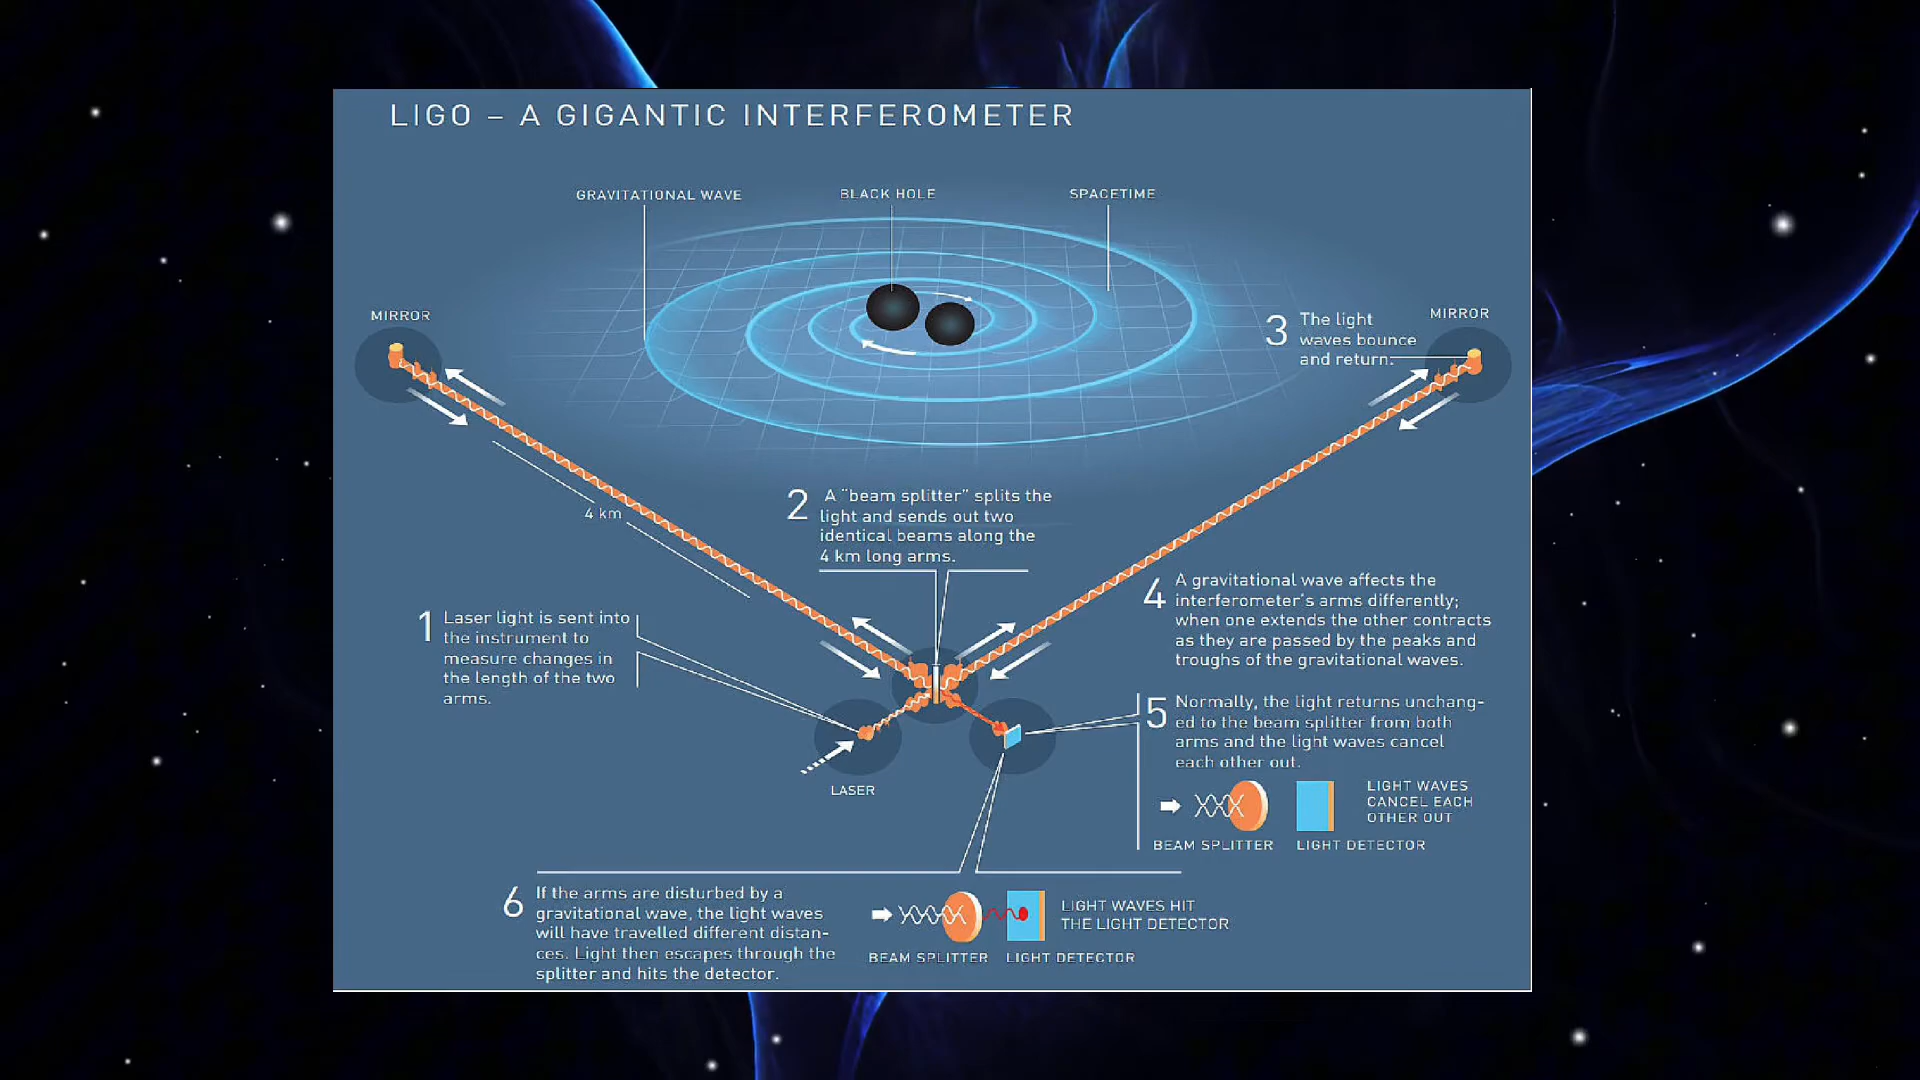 LIGO – A GIGANTIC INTERFEROMETER
GRAVITATIONAL WAVE
BLACK HOLE
SPACETIME
MIRROR
MIRROR
3 The light
waves bounce
and return.
4 km
2 A "beam splitter" splits the
light and sends out two
identical beams along the
4 km long arms.
1 Laser light is sent into
the instrument to
measure changes in
the length of the two
arms.
4 A gravitational wave affects the
interferometer's arms differently;
when one extends the other contracts
as they are passed by the peaks and
troughs of the gravitational waves.
LASER
5 Normally, the light returns unchang-
ed to the beam splitter from both
arms and the light waves cancel
each other out.
LIGHT WAVES
CANCEL EACH
OTHER OUT
BEAM SPLITTER
LIGHT DETECTOR
6 If the arms are disturbed by a
gravitational wave, the light waves
will have travelled different distan-
ces. Light then escapes through the
splitter and hits the detector.
LIGHT WAVES HIT
THE LIGHT DETECTOR
BEAM SPLITTER
LIGHT DETECTOR